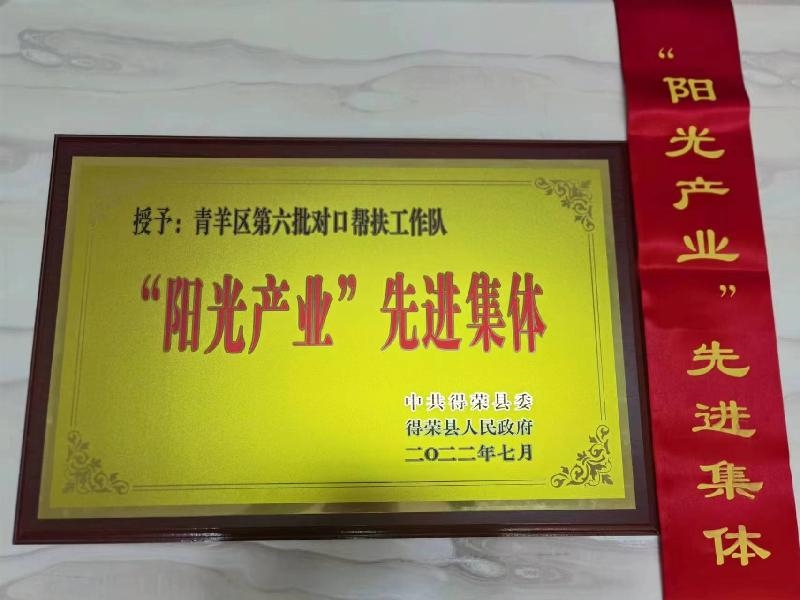 授予：青羊区第六批对口帮扶工作队
“阳光产业”先进集体
中共得荣县委
得荣县人民政府
二〇二二年七月
“阳光产业”先进集体